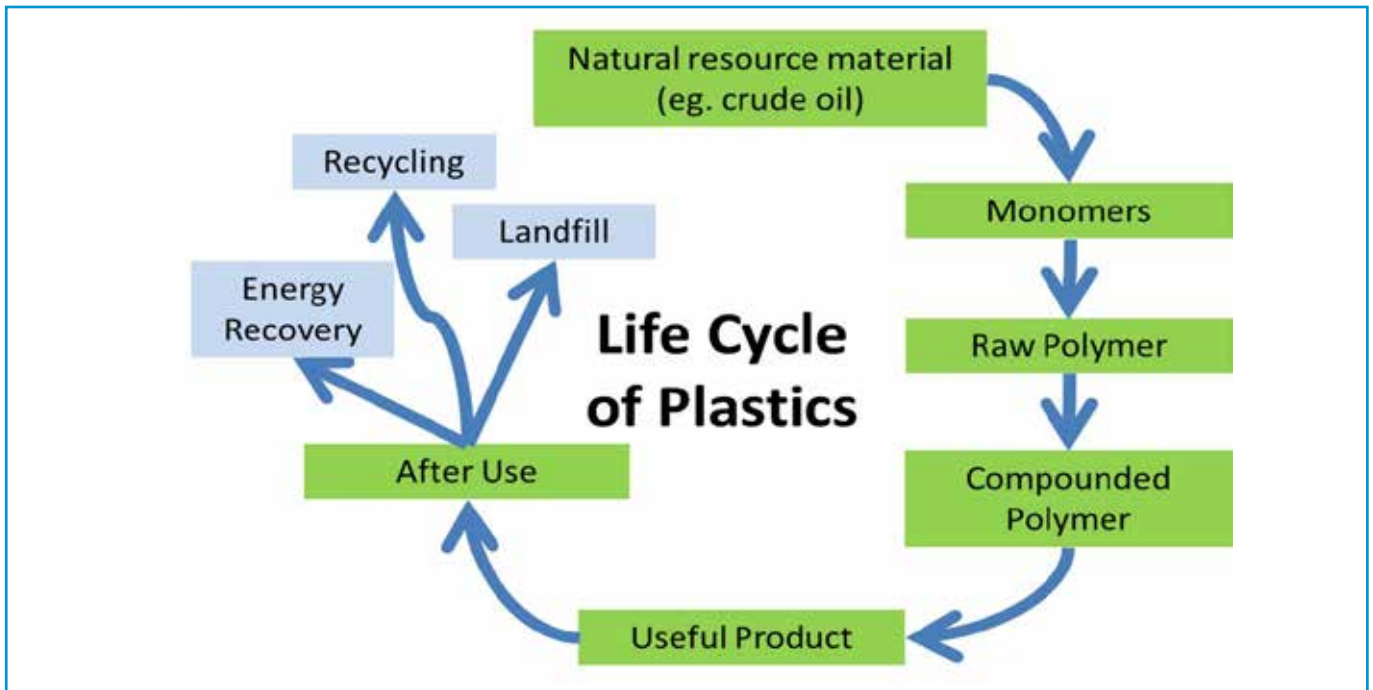 Natural resource material
(eg. crude oil)
Monomers
Raw Polymer
Compounded
Polymer
Useful Product
After Use
Energy
Recovery
Recycling
Landfill
Life Cycle
of Plastics